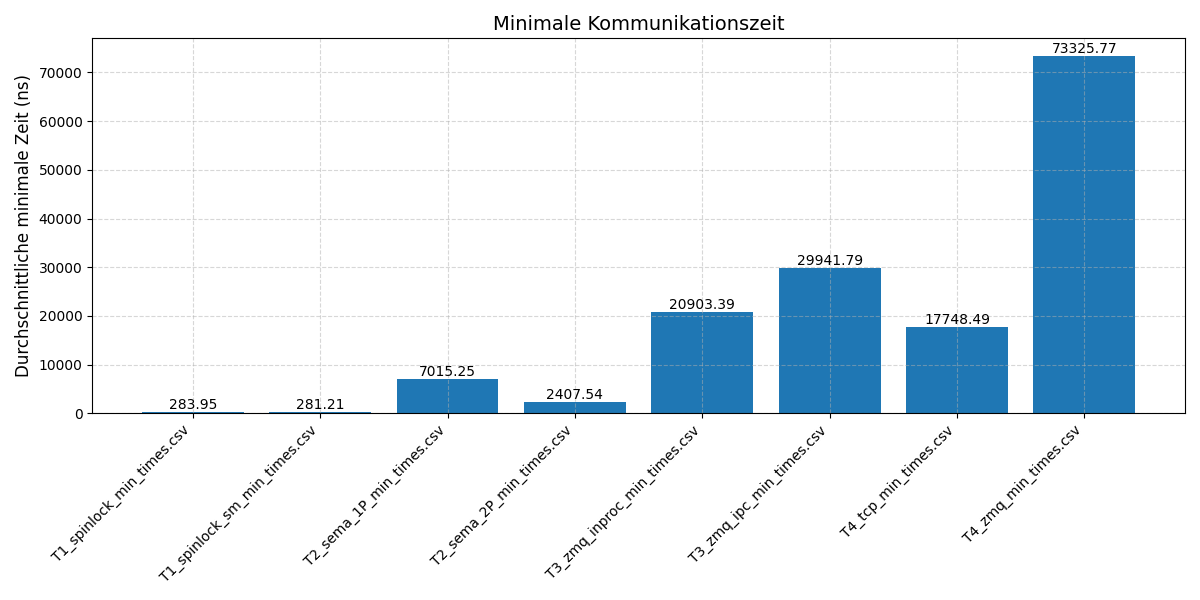 Minimale Kommunikationszeit
Durchschnittliche minimale Zeit (ns)
70000
60000
50000
40000
30000
20000
10000
0
283.95
281.21
7015.25
2407.54
20903.39
29941.79
17748.49
73325.77
T1_spinlock_min_times.csv
T1_spinlock_sm_min_times.csv
T2_sema_1P_min_times.csv
T2_sema_2P_min_times.csv
T3_zmq_inproc_min_times.csv
T3_zmq_ipc_min_times.csv
T4_tcp_min_times.csv
T4_zmq_min_times.csv